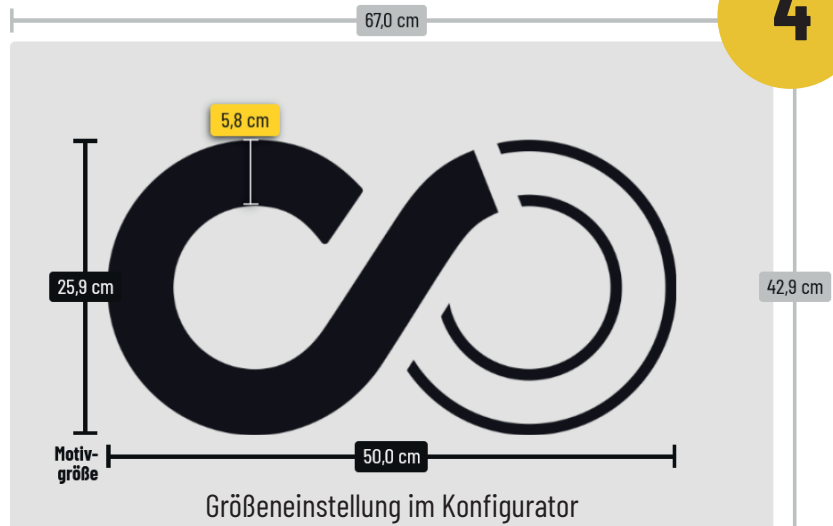 67,0 cm
4
5,8 cm
25,9 cm
42,9 cm
Motiv-
größe
50,0 cm
Größeneinstellung im Konfigurator